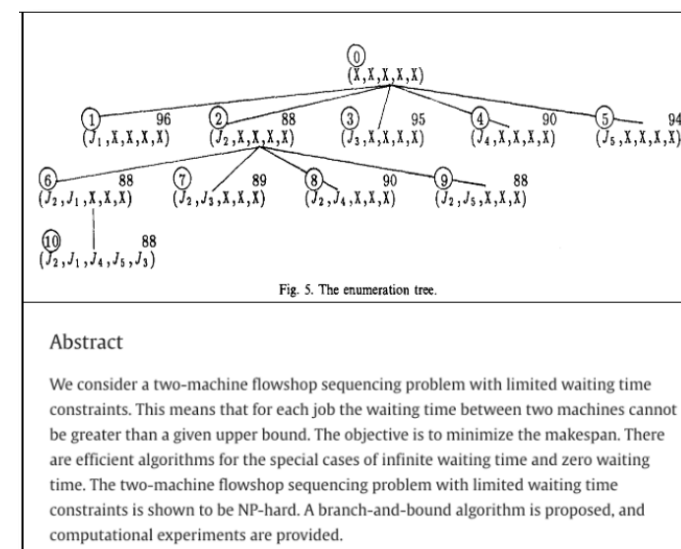 0
(X,X,X,X,X)
1 96 2 88 3 95 4 90 5 94
(J₁,X,X,X,X) (J₂,X,X,X,X) (J₃,X,X,X,X) (J₄,X,X,X,X) (J₅,X,X,X,X)
6 88 7 89 8 90 9 88
(J₂,J₁,X,X,X) (J₂,J₃,X,X,X) (J₂,J₄,X,X,X) (J₂,J₅,X,X,X)
10 88
(J₂,J₁,J₄,J₅,J₃)
Fig. 5. The enumeration tree.
Abstract
We consider a two-machine flowshop sequencing problem with limited waiting time
constraints. This means that for each job the waiting time between two machines cannot
be greater than a given upper bound. The objective is to minimize the makespan. There
are efficient algorithms for the special cases of infinite waiting time and zero waiting
time. The two-machine flowshop sequencing problem with limited waiting time
constraints is shown to be NP-hard. A branch-and-bound algorithm is proposed, and
computational experiments are provided.